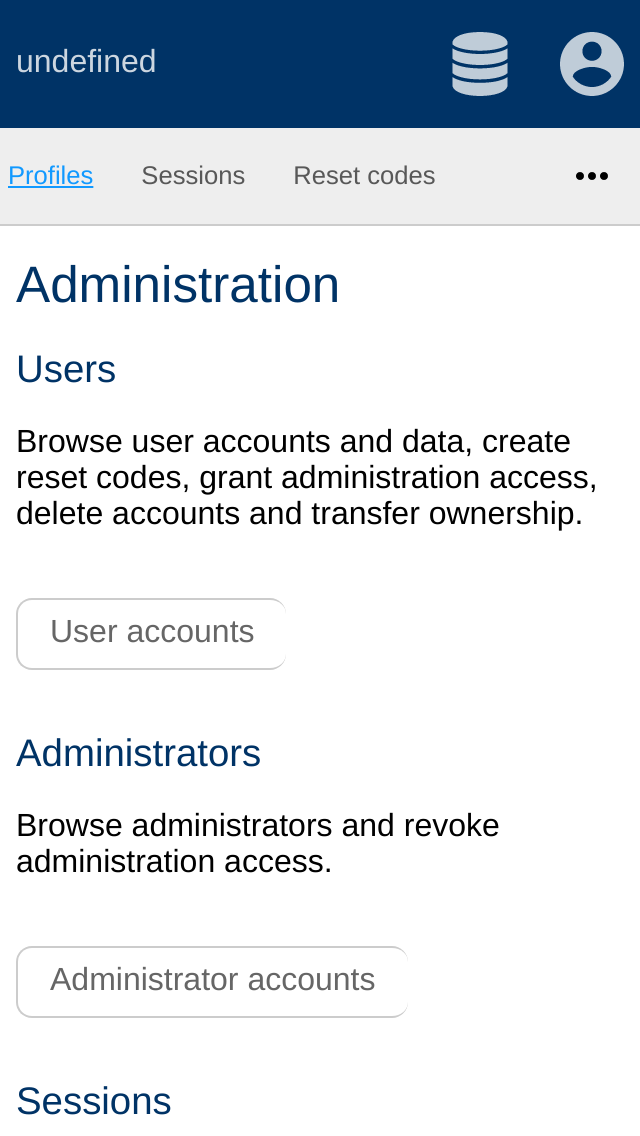 undefined
Profiles Sessions Reset codes
Administration
Users
Browse user accounts and data, create
reset codes, grant administration access,
delete accounts and transfer ownership.
User accounts
Administrators
Browse administrators and revoke
administration access.
Administrator accounts
Sessions